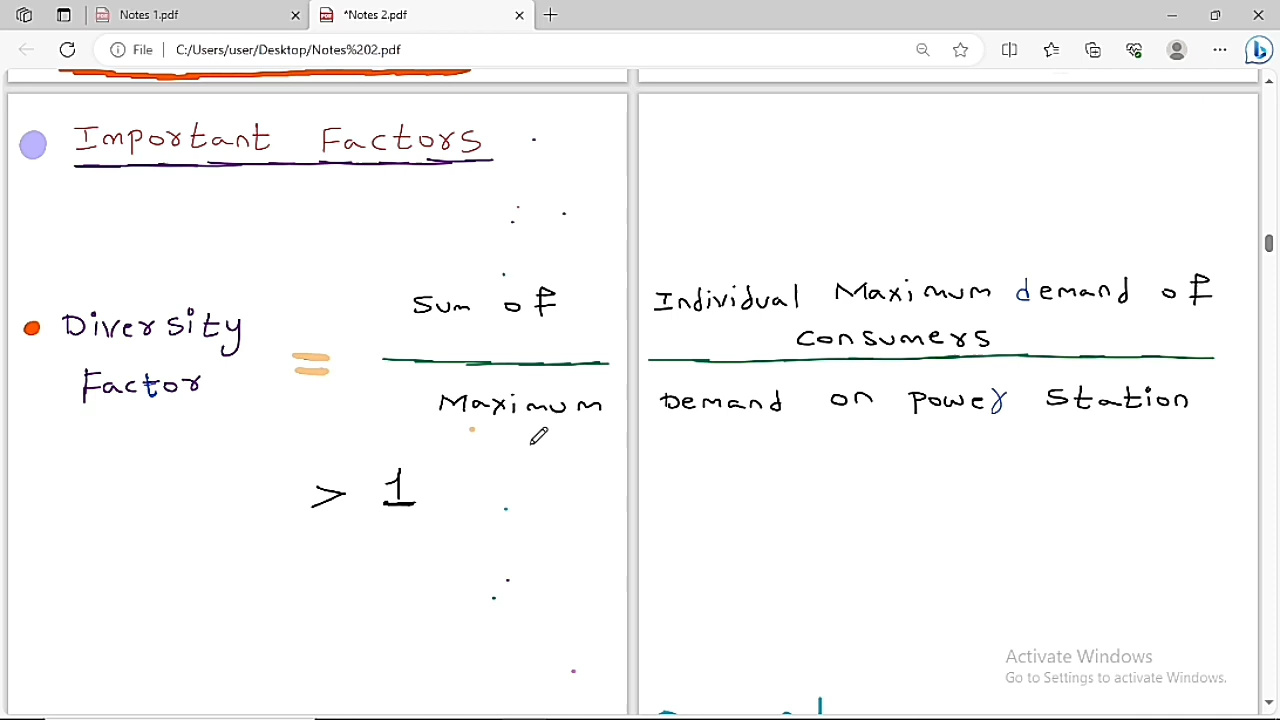 Notes 1.pdf
*Notes 2.pdf
File
C:/Users/user/Desktop/Notes%202.pdf
Important Factors
Diversity Factor = Sum of Individual Maximum demand of consumers
Maximum Demand on power station
> 1
Activate Windows
Go to Settings to activate Windows.